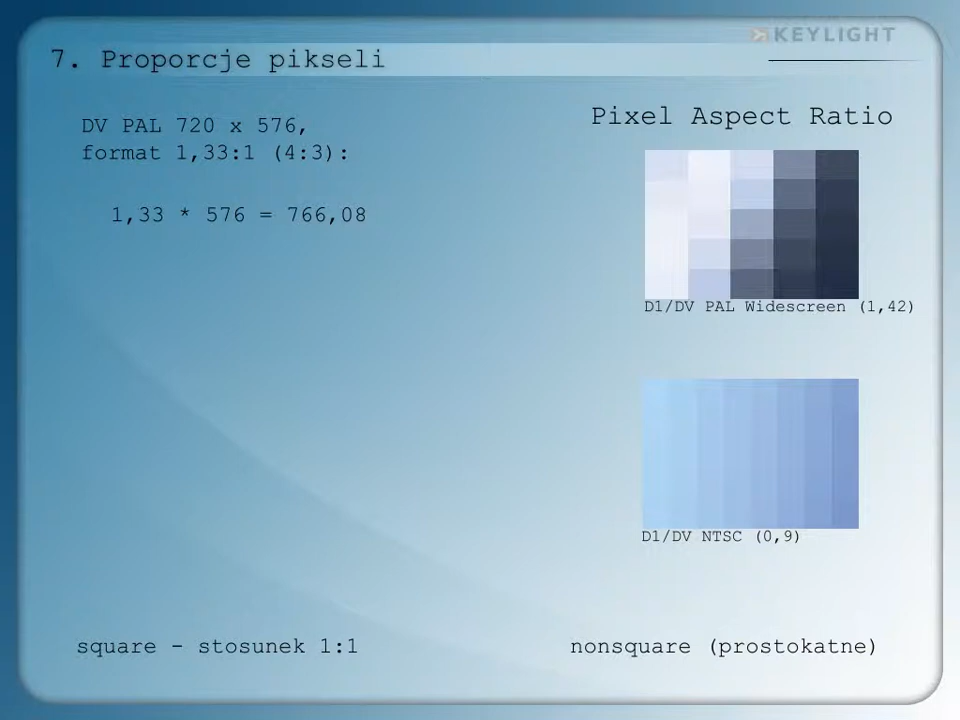 KEYLIGHT
7. Proporcje pikseli
DV PAL 720 x 576,
format 1,33:1 (4:3):
1,33 * 576 = 766,08
Pixel Aspect Ratio
D1/DV PAL Widescreen (1,42)
D1/DV NTSC (0,9)
square - stosunek 1:1
nonsquare (prostokatne)